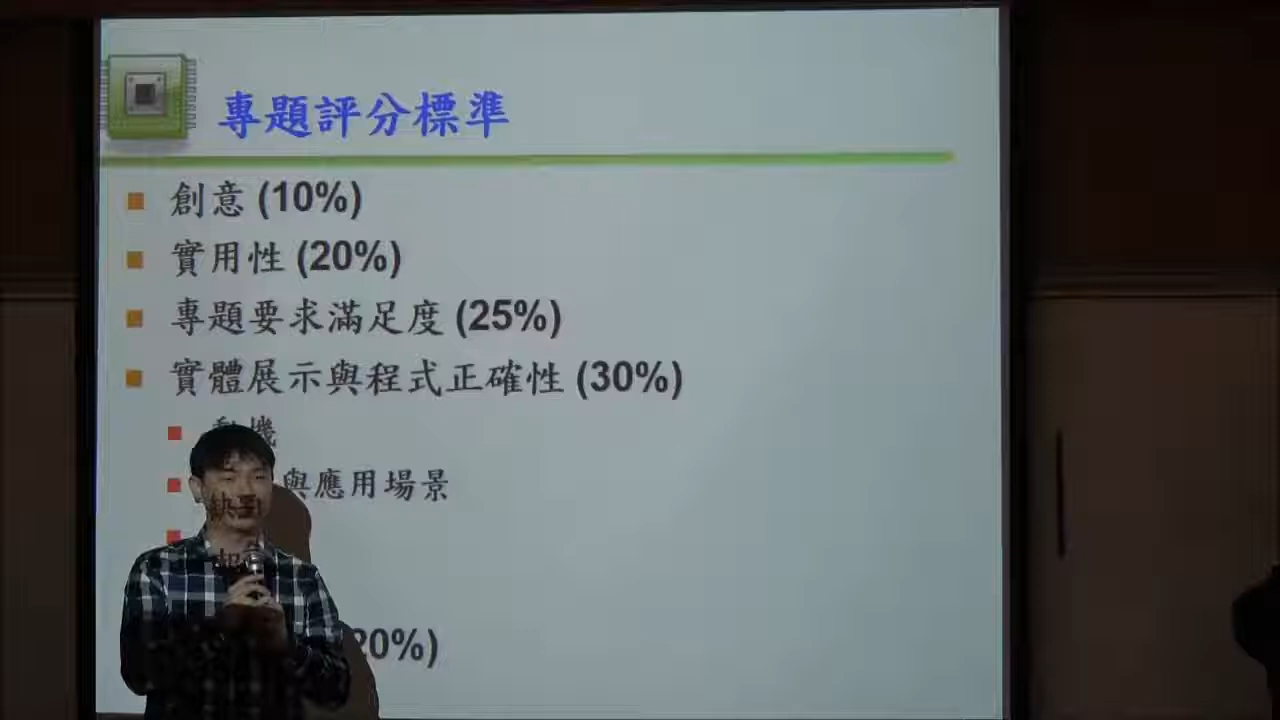 專題評分標準
創意 (10%)
實用性 (20%)
專題要求滿足度 (25%)
實體展示與程式正確性 (30%)
動機
與應用場景
20%)